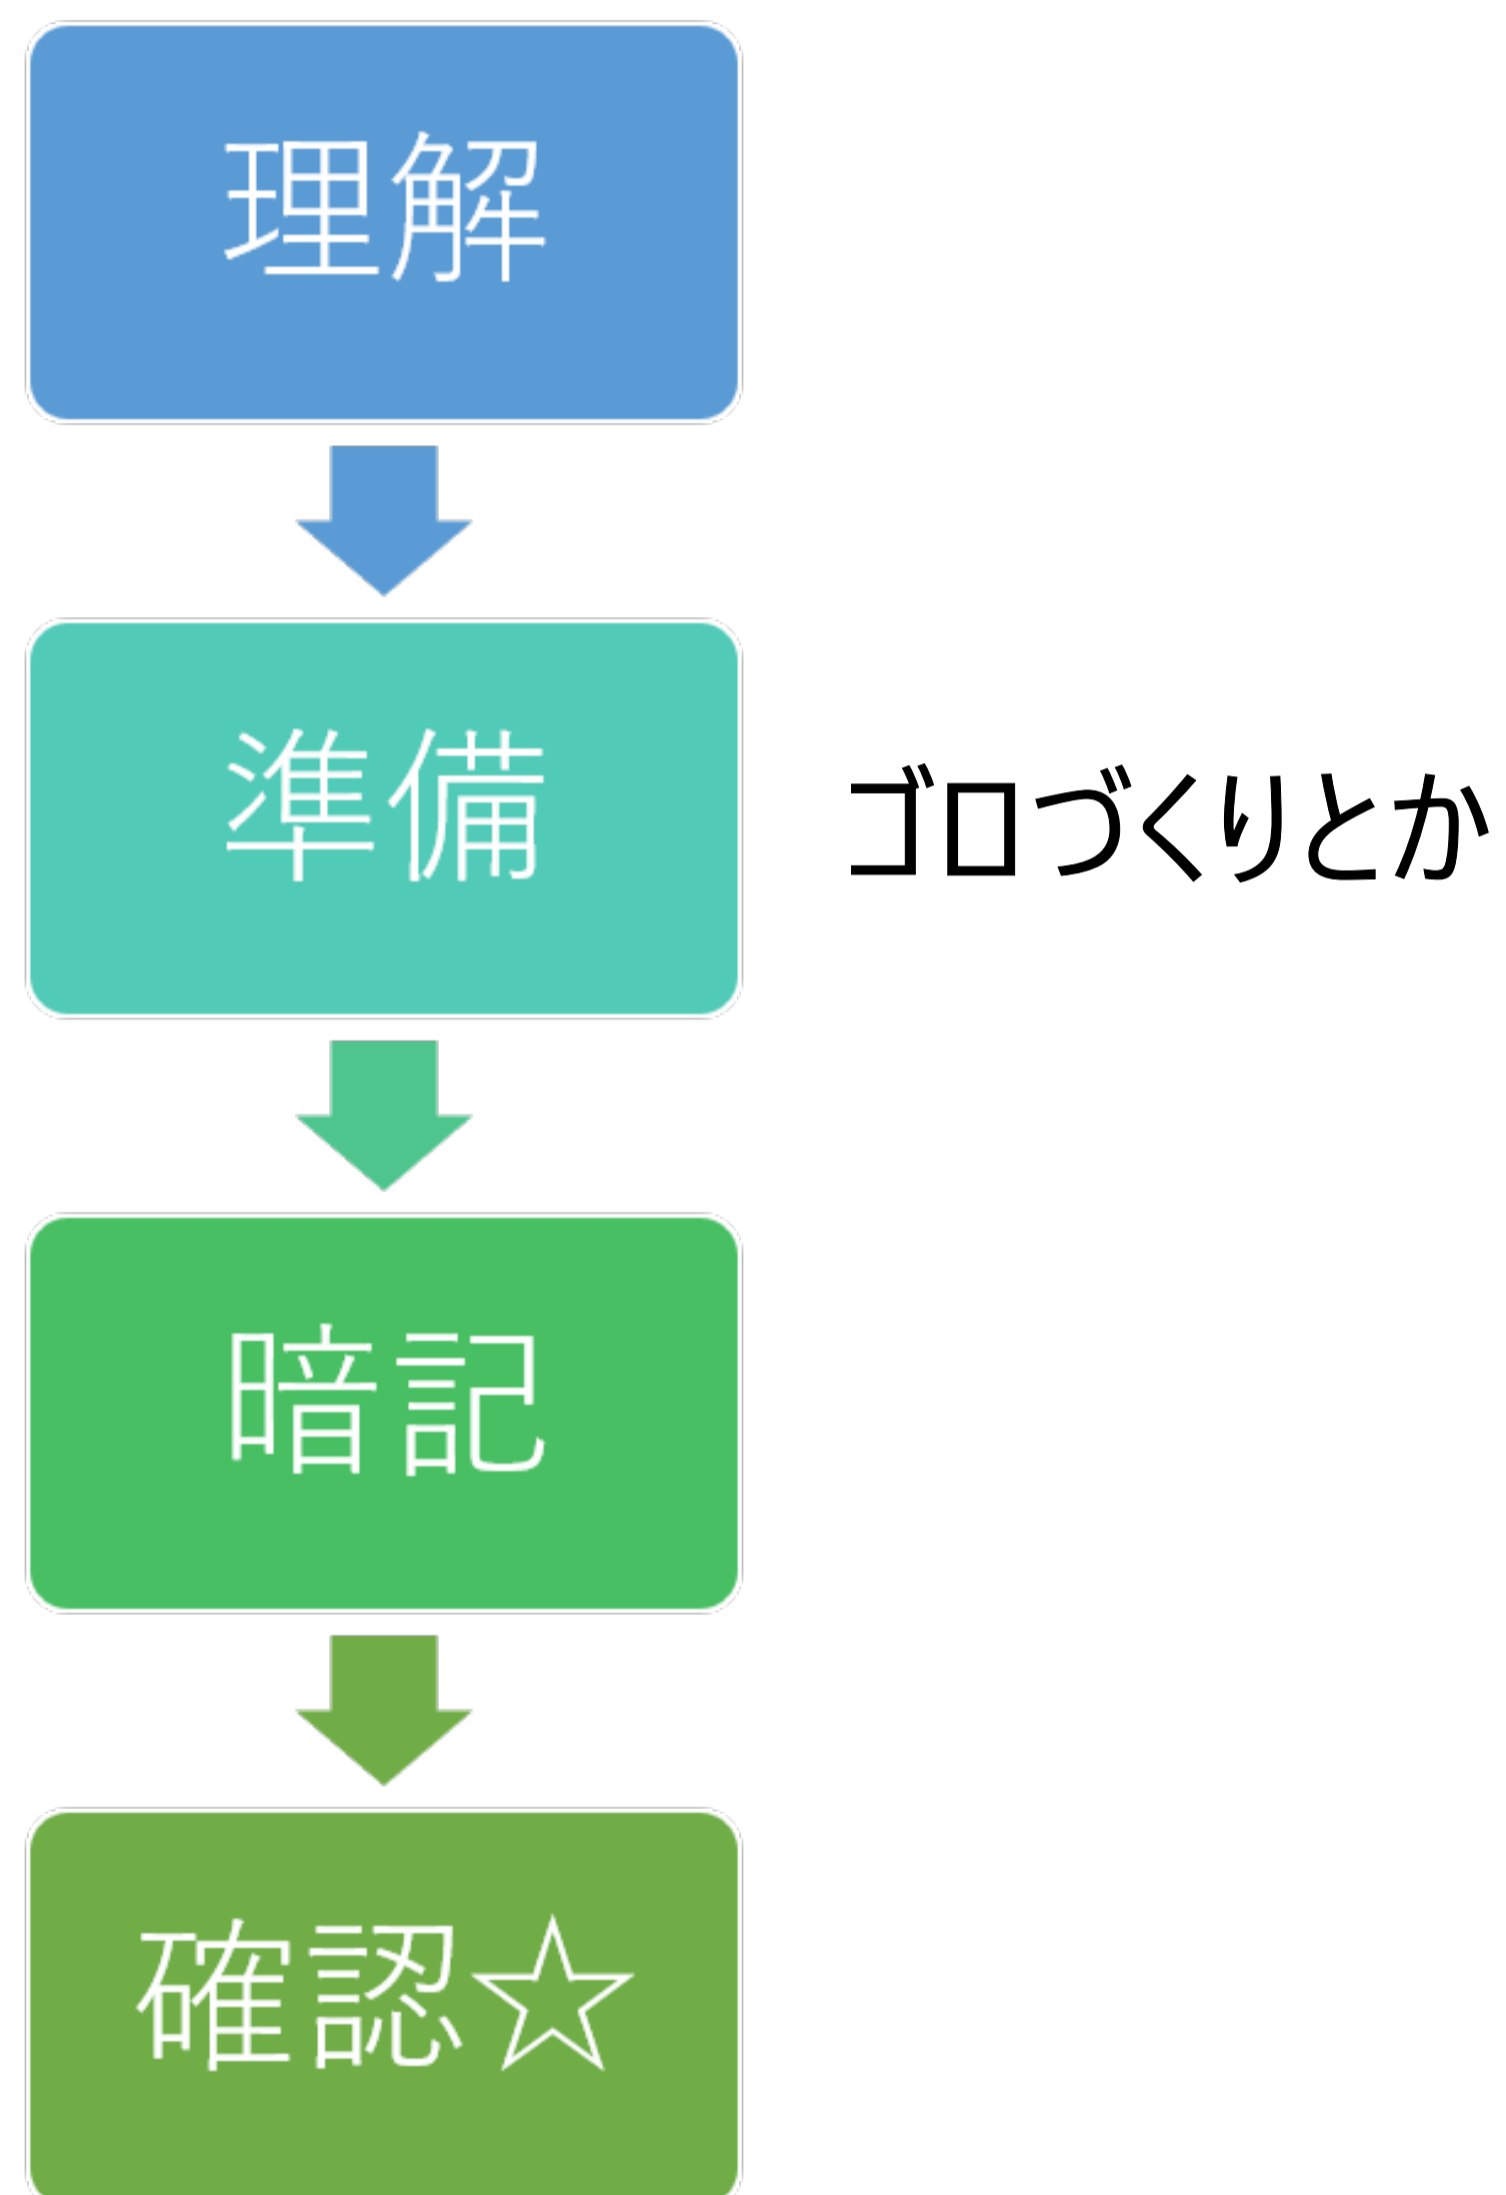 理解
準備
ゴロづくりとか
暗記
確認☆